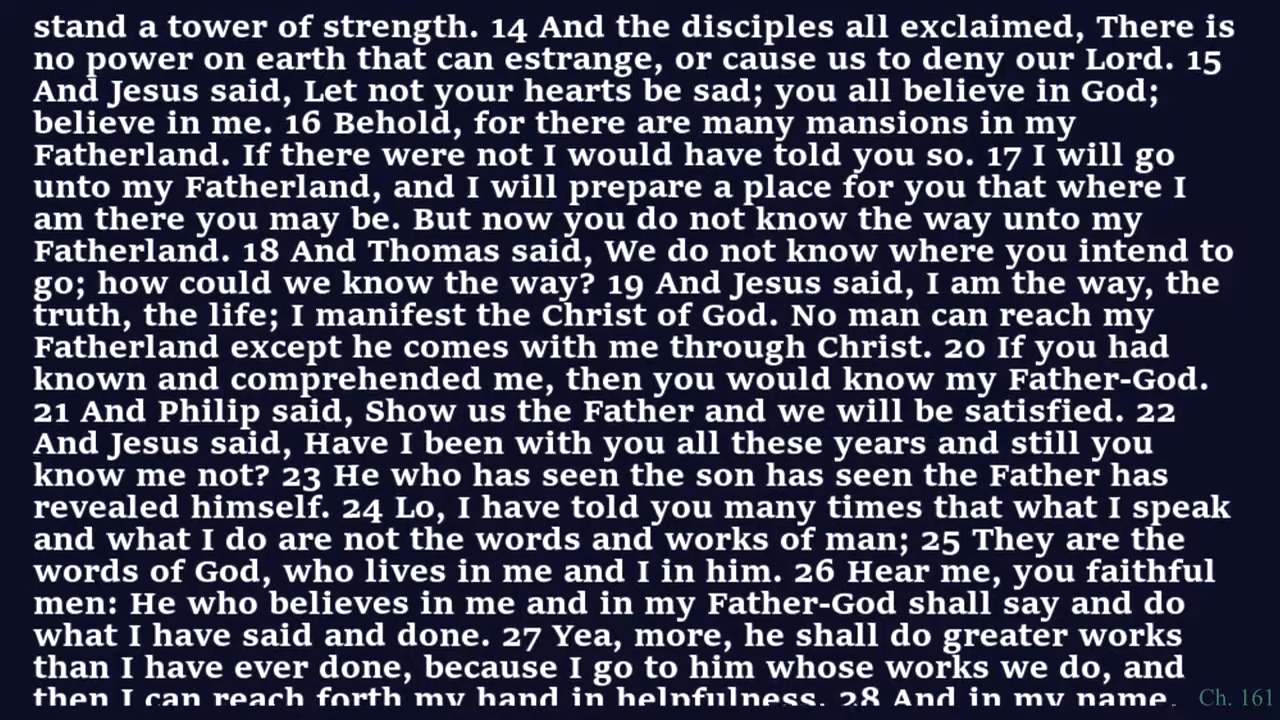 stand a tower of strength. 14 And the disciples all exclaimed, There is
no power on earth that can estrange, or cause us to deny our Lord. 15
And Jesus said, Let not your hearts be sad; you all believe in God;
believe in me. 16 Behold, for there are many mansions in my
Fatherland. If there were not I would have told you so. 17 I will go
unto my Fatherland, and I will prepare a place for you that where I
am there you may be. But now you do not know the way unto my
Fatherland. 18 And Thomas said, We do not know where you intend to
go; how could we know the way? 19 And Jesus said, I am the way, the
truth, the life; I manifest the Christ of God. No man can reach my
Fatherland except he comes with me through Christ. 20 If you had
known and comprehended me, then you would know my Father-God.
21 And Philip said, Show us the Father and we will be satisfied. 22
And Jesus said, Have I been with you all these years and still you
know me not? 23 He who has seen the son has seen the Father has
revealed himself. 24 Lo, I have told you many times that what I speak
and what I do are not the words and works of man; 25 They are the
words of God, who lives in me and I in him. 26 Hear me, you faithful
men: He who believes in me and in my Father-God shall say and do
what I have said and done. 27 Yea, more, he shall do greater works
than I have ever done, because I go to him whose works we do, and
then I can reach forth my hand in helpfulness. 28 And in my name,
Ch. 161